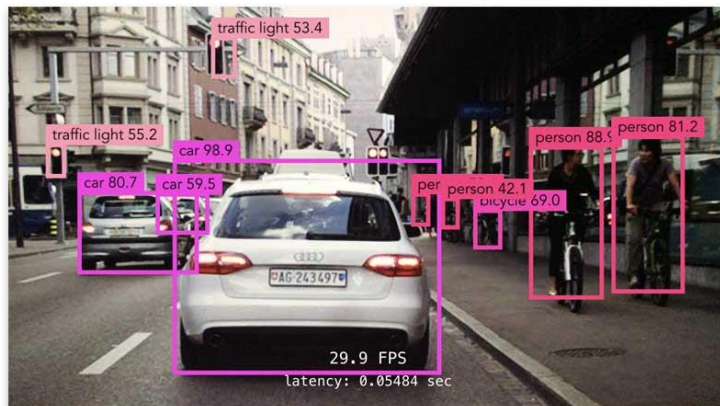 traffic light 53.4
traffic light 55.2
car 98.9
person 88.9
person 81.2
car 80.7
car 59.5
per
person 42.1
bicycle 69.0
AG·243497
29.9 FPS
latency: 0.05484 sec